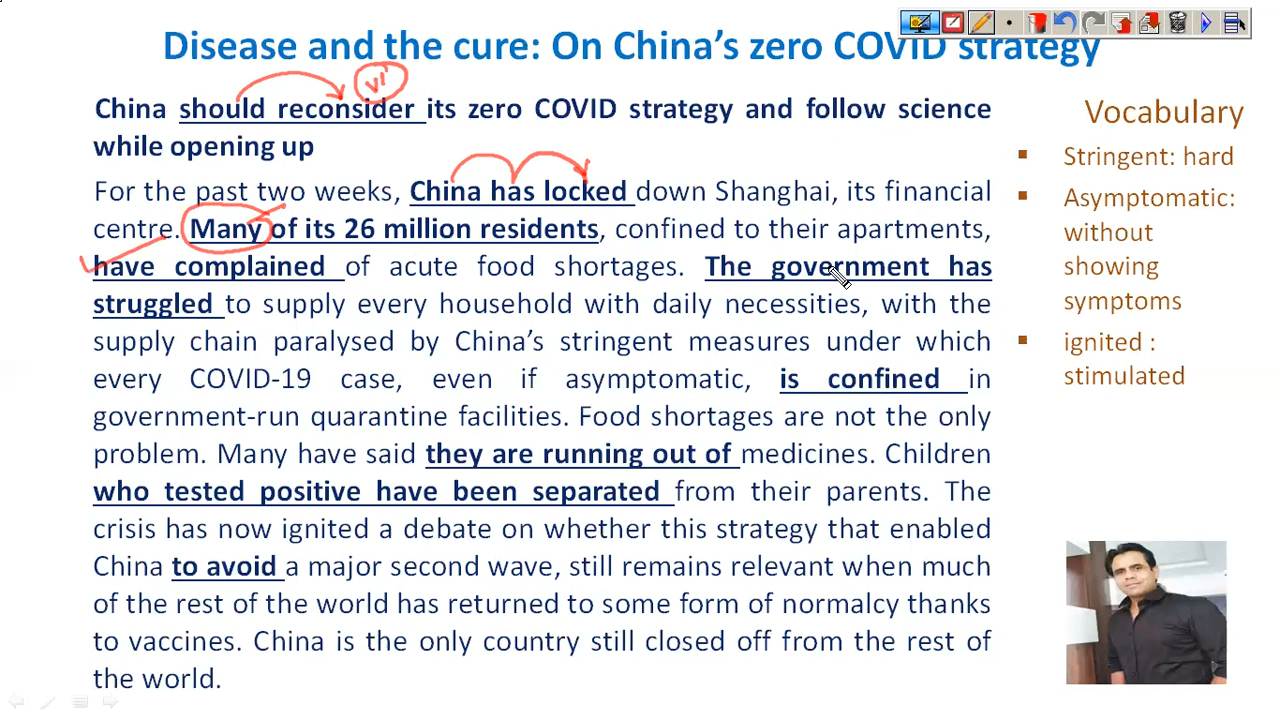 Disease and the cure: On China's zero COVID strategy
V1
China should reconsider its zero COVID strategy and follow science
while opening up
For the past two weeks, China has locked down Shanghai, its financial
centre. Many of its 26 million residents, confined to their apartments,
have complained of acute food shortages. The government has
struggled to supply every household with daily necessities, with the
supply chain paralysed by China's stringent measures under which
every COVID-19 case, even if asymptomatic, is confined in
government-run quarantine facilities. Food shortages are not the only
problem. Many have said they are running out of medicines. Children
who tested positive have been separated from their parents. The
crisis has now ignited a debate on whether this strategy that enabled
China to avoid a major second wave, still remains relevant when much
of the rest of the world has returned to some form of normalcy thanks
to vaccines. China is the only country still closed off from the rest of
the world.
Vocabulary
Stringent: hard
Asymptomatic:
without
showing
symptoms
ignited :
stimulated